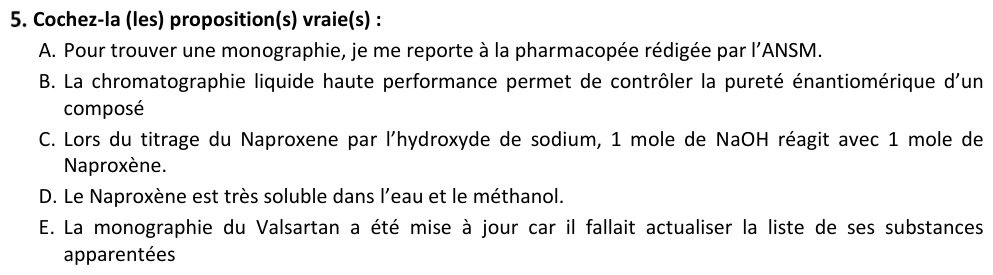 5. Cochez-la (les) proposition(s) vraie(s) :
A. Pour trouver une monographie, je me reporte à la pharmacopée rédigée par l'ANSM.
B. La chromatographie liquide haute performance permet de contrôler la pureté énantiomérique d'un
composé
C. Lors du titrage du Naproxene par l'hydroxyde de sodium, 1 mole de NaOH réagit avec 1 mole de
Naproxène.
D. Le Naproxène est très soluble dans l'eau et le méthanol.
E. La monographie du Valsartan a été mise à jour car il fallait actualiser la liste de ses substances
apparentées